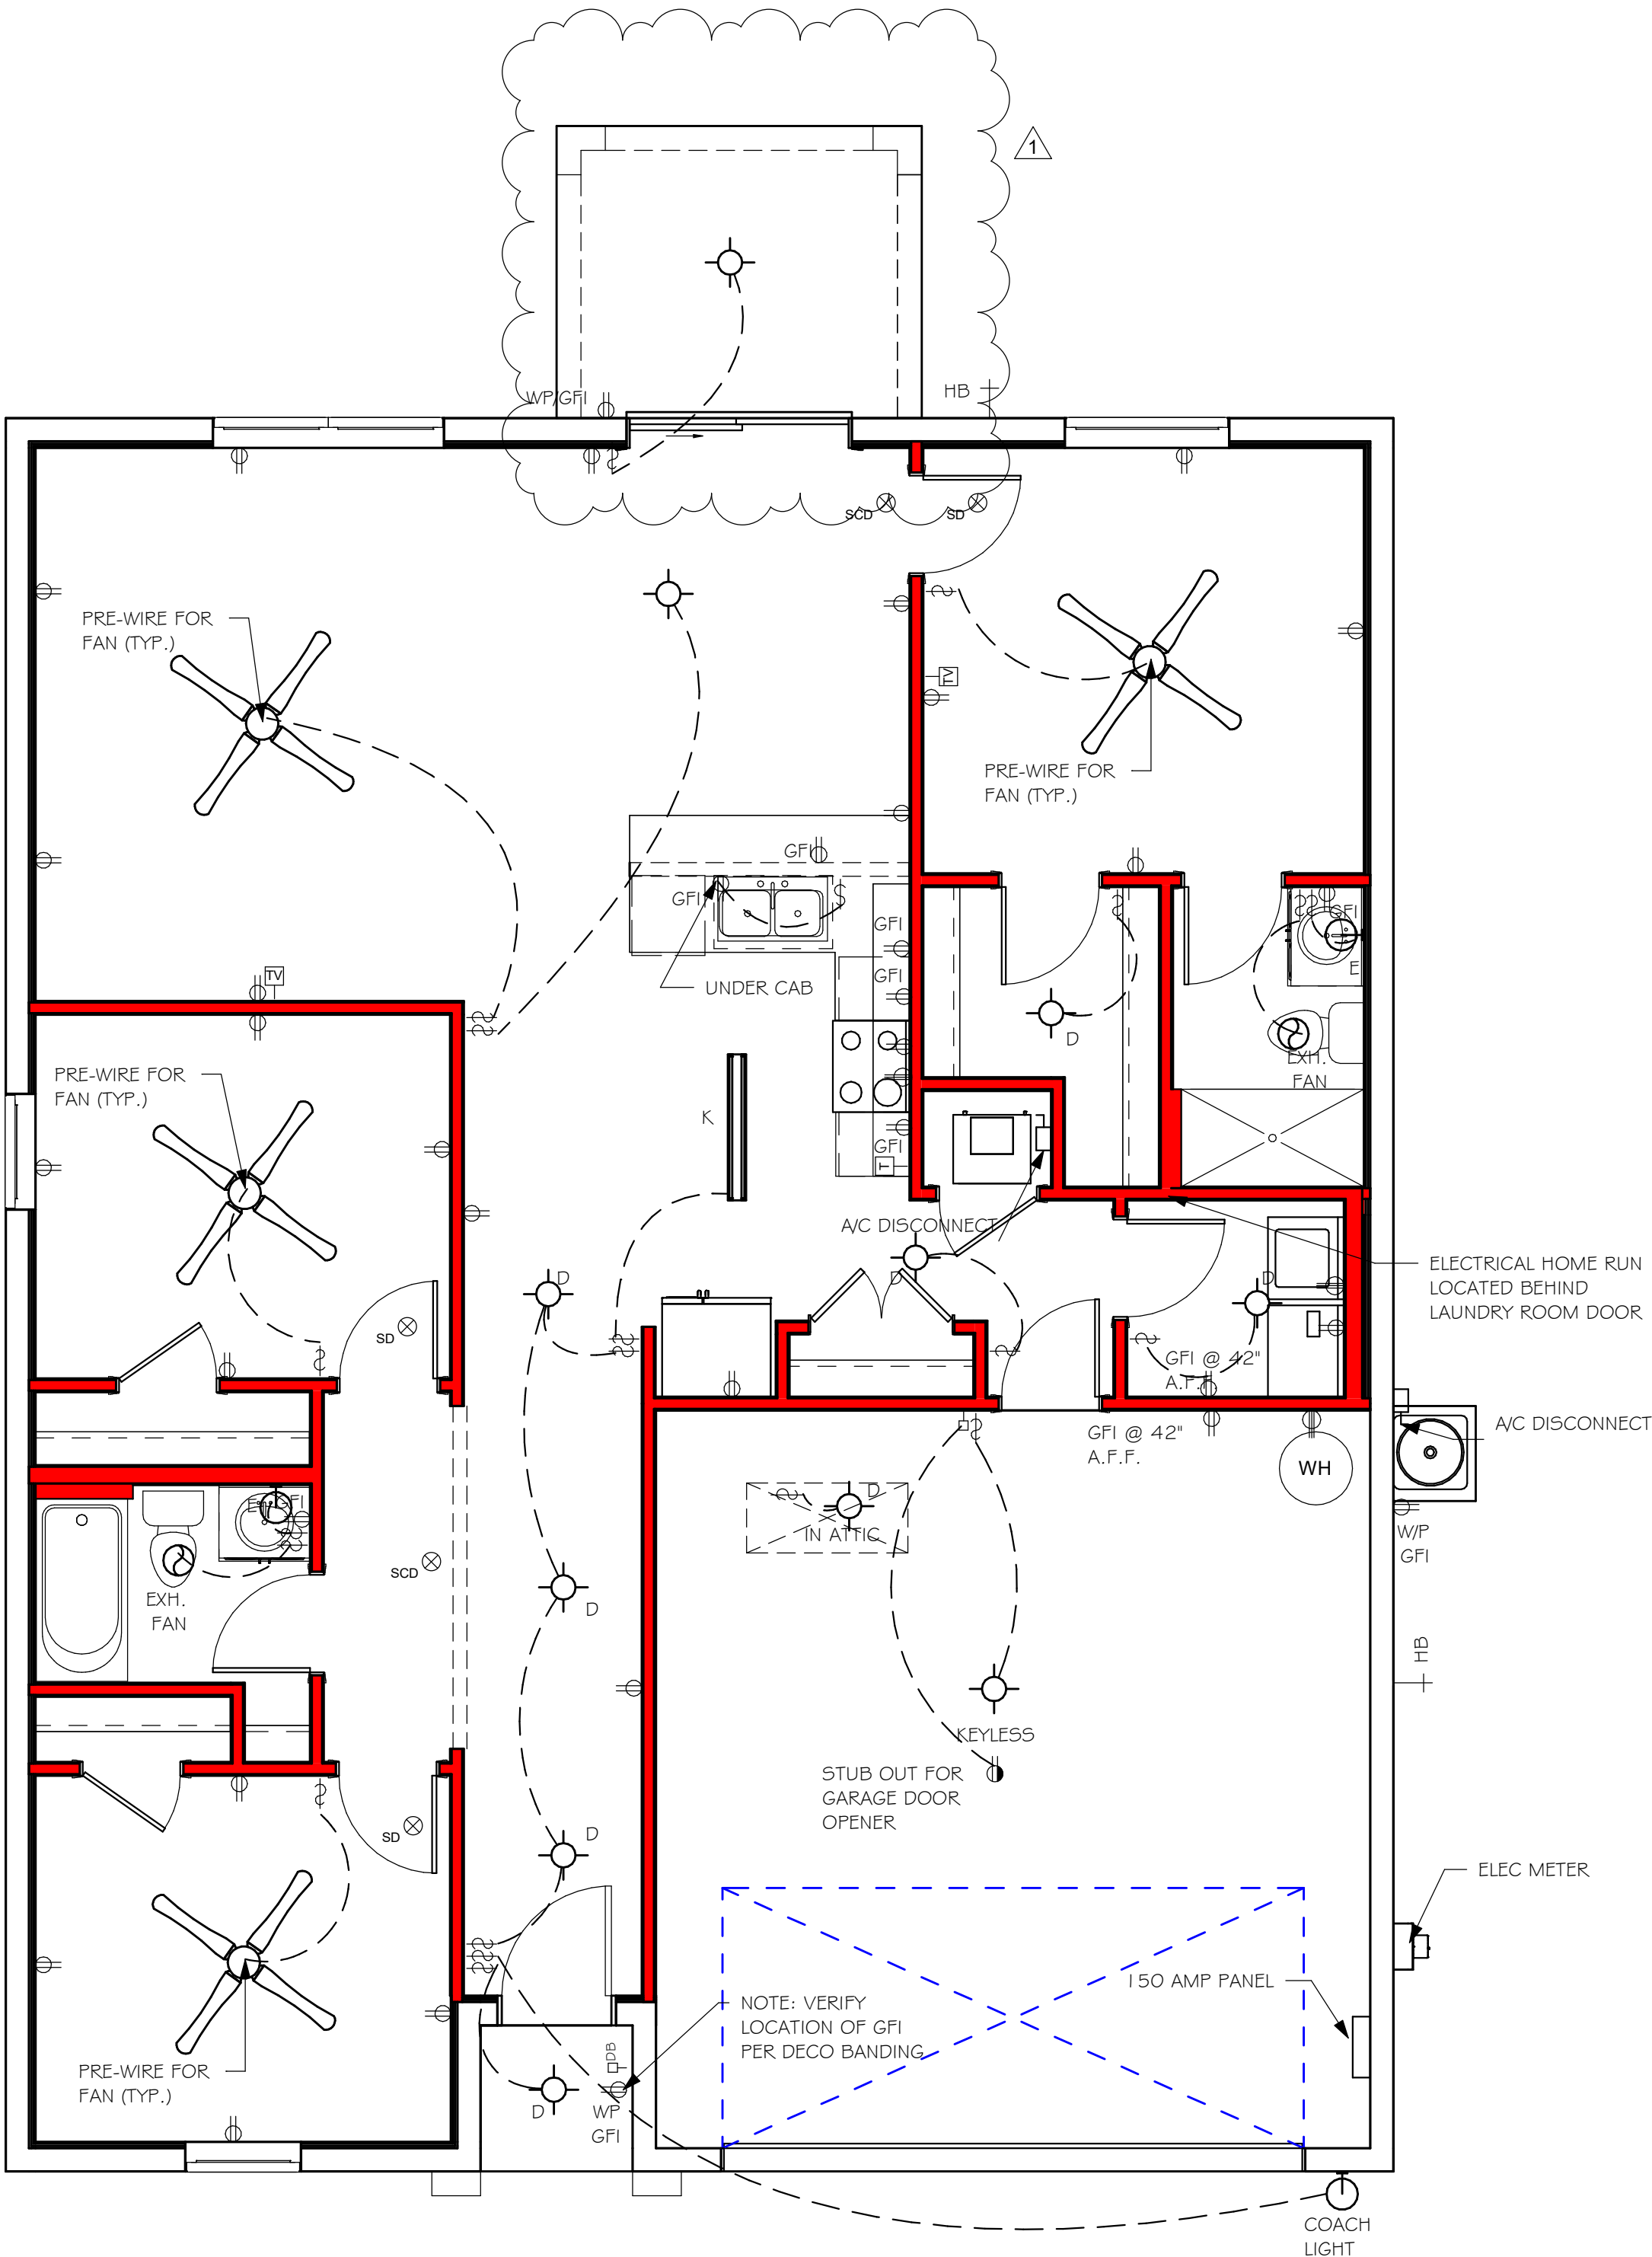 1
WP/GFI
HB
SCD
SD
PRE-WIRE FOR
FAN (TYP.)
TV
PRE-WIRE FOR
FAN (TYP.)
GFI
GFI
GFI
GFI
GFI
E
TV
UNDER CAB
D
EXH.
FAN
PRE-WIRE FOR
FAN (TYP.)
K
GFI
T
A/C DISCONNECT
D
D
D
ELECTRICAL HOME RUN
LOCATED BEHIND
LAUNDRY ROOM DOOR
SD
GFI @ 42"
A.F.F.
GFI @ 42"
A.F.F.
A/C DISCONNECT
WH
E
GFI
D
IN ATTIC
W/P
GFI
SCD
EXH.
FAN
D
HB
KEYLESS
STUB OUT FOR
GARAGE DOOR
OPENER
SD
D
ELEC METER
150 AMP PANEL
NOTE: VERIFY
LOCATION OF GFI
PER DECO BANDING
DB
PRE-WIRE FOR
FAN (TYP.)
D
WP
GFI
COACH
LIGHT